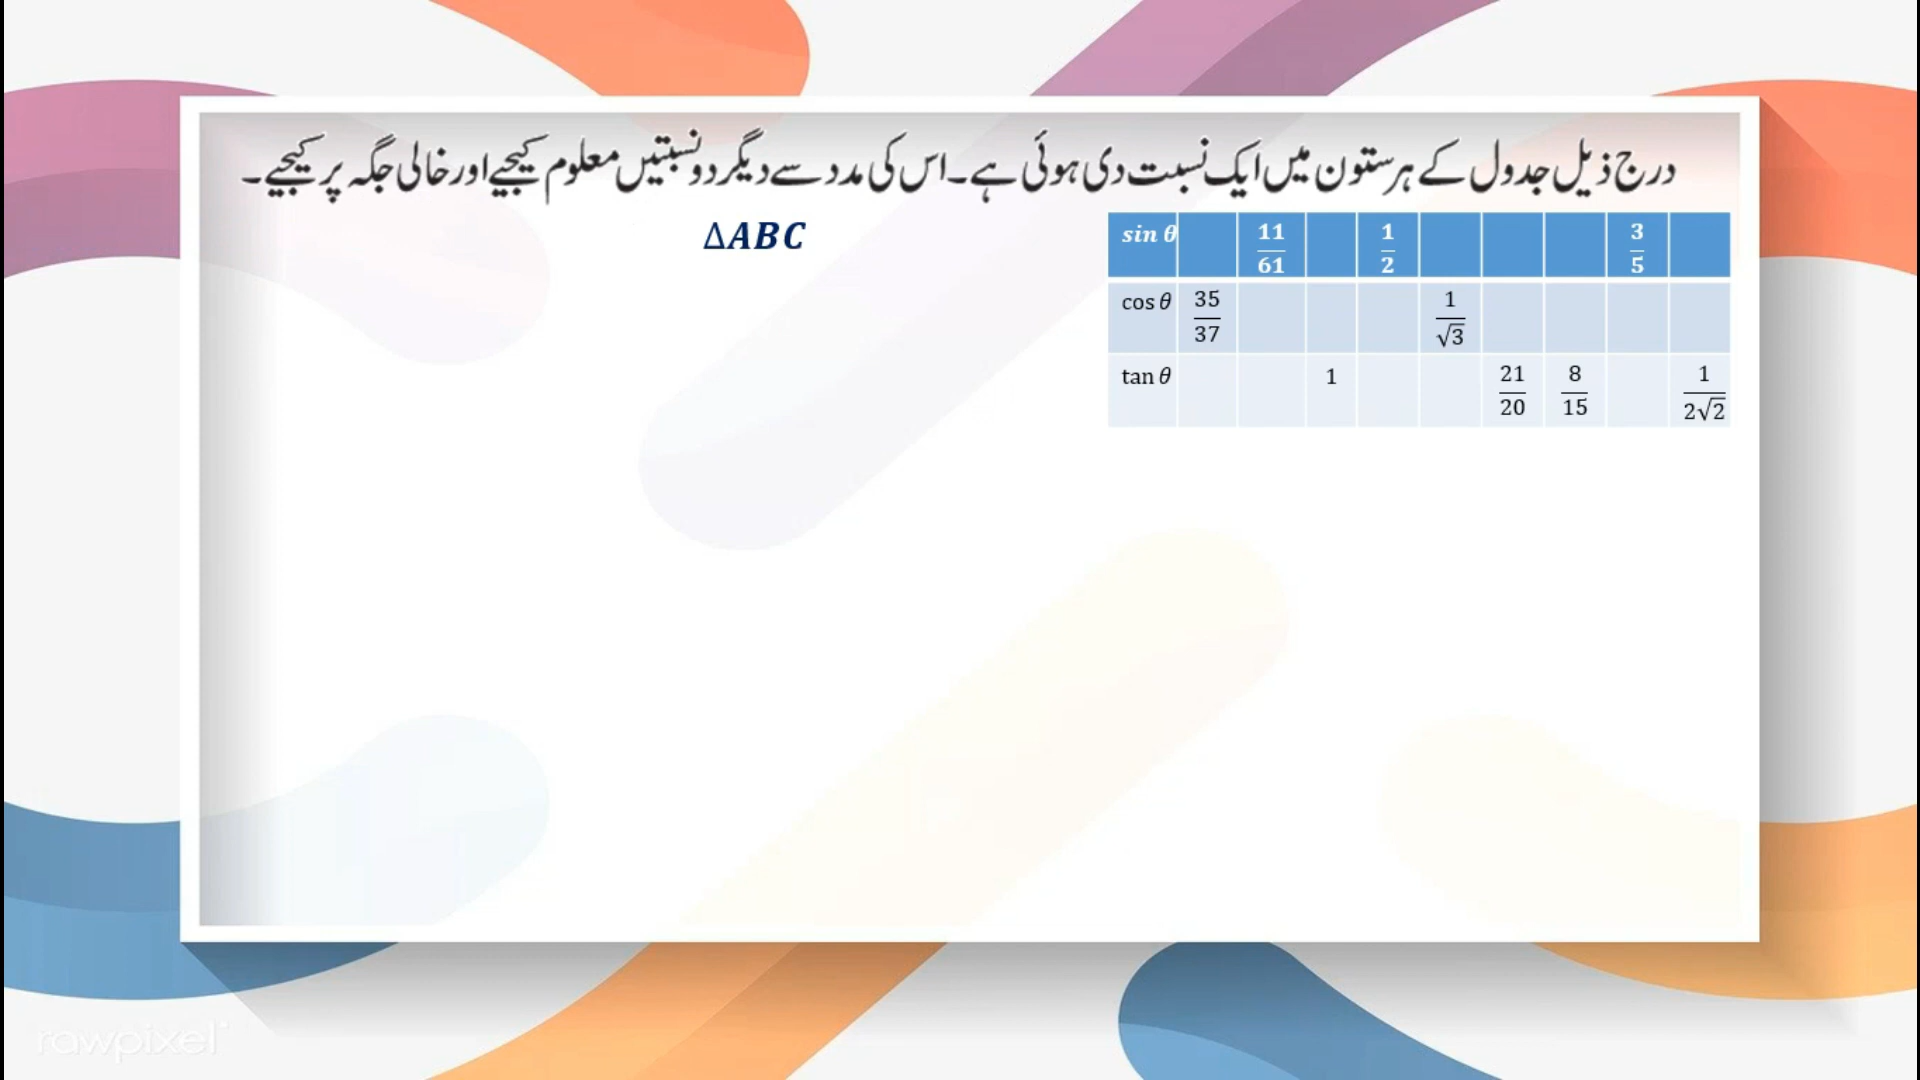 درج ذیل جدول کے ہر ستون میں ایک نسبت دی ہوئی ہے۔ اس کی مدد سے دیگر دو نسبتیں معلوم کیجیے اور خالی جگہ پر کیجیے۔
ΔABC
sin θ 11/61 1/2 3/5
cos θ 35/37 1/√3
tan θ 1 21/20 8/15 1/2√2
rawpixel